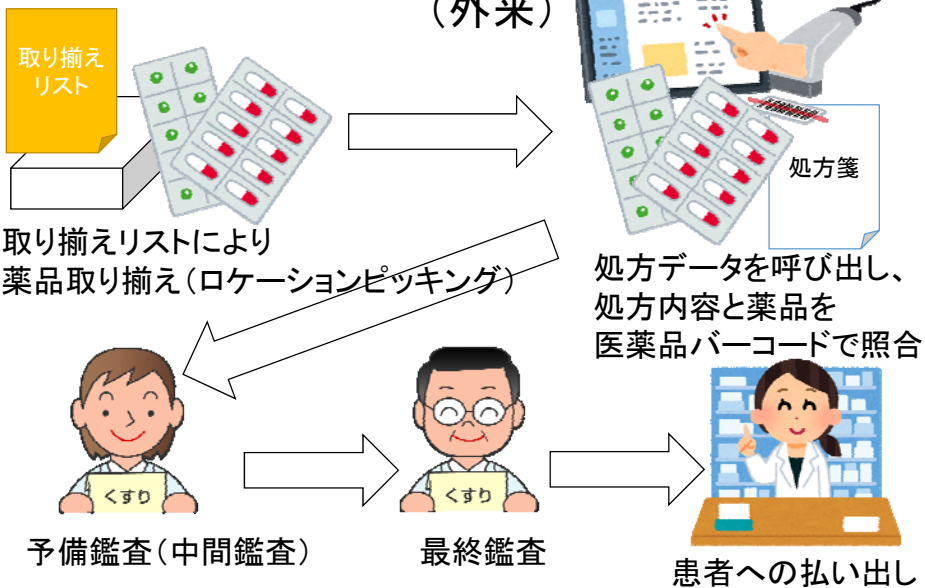 (外来)
取り揃え
リスト
処方箋
取り揃えリストにより
薬品取り揃え(ロケーションピッキング)
処方データを呼び出し、
処方内容と薬品を
医薬品バーコードで照合
くすり
くすり
予備鑑査(中間鑑査)
最終鑑査
患者への払い出し